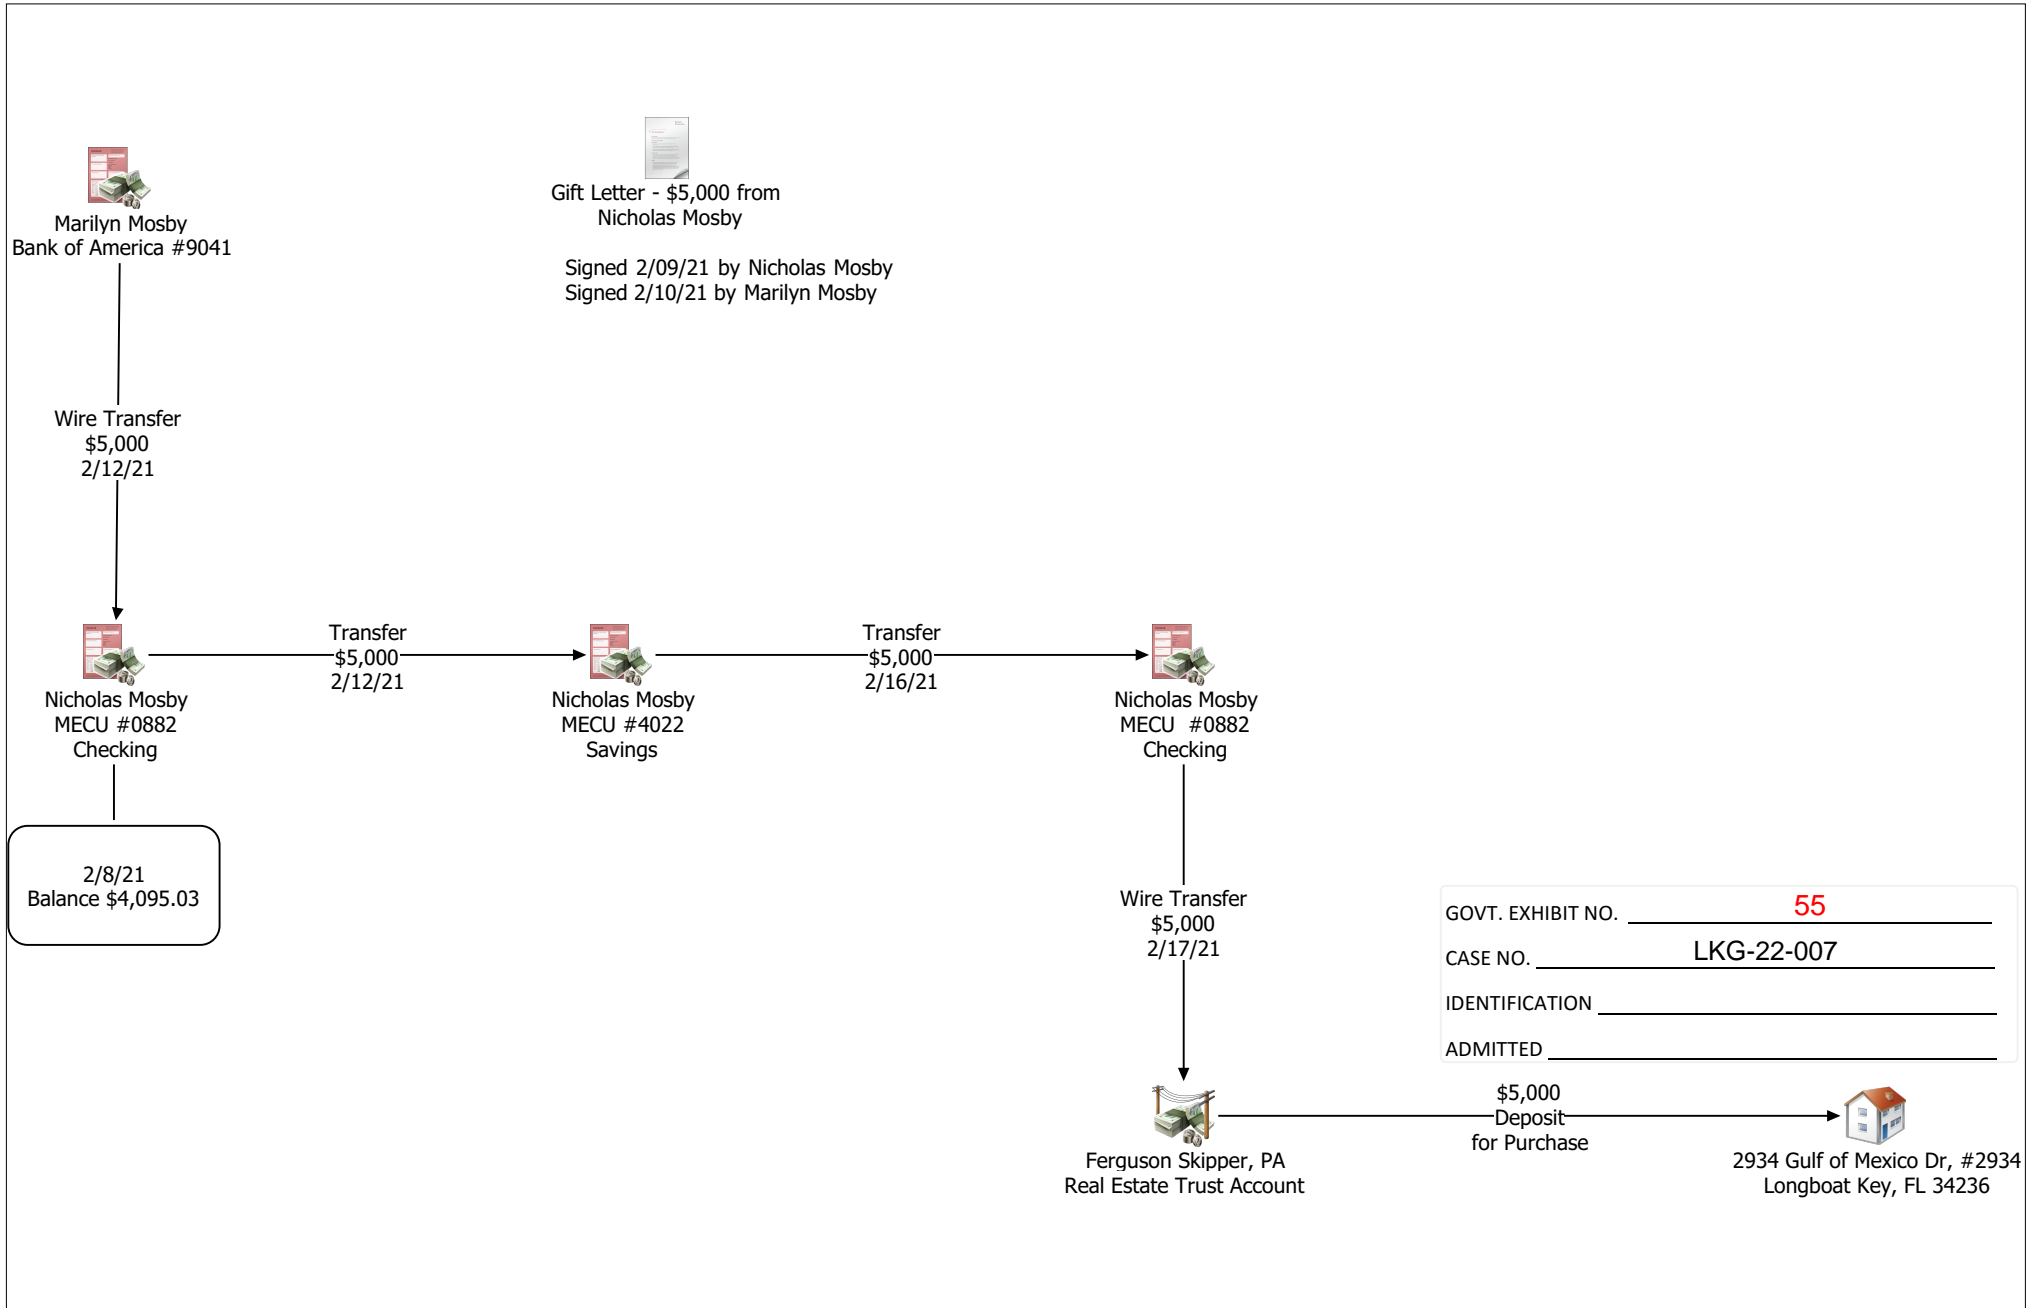 Marilyn Mosby
Bank of America #9041
Gift Letter - $5,000 from
Nicholas Mosby
Signed 2/09/21 by Nicholas Mosby
Signed 2/10/21 by Marilyn Mosby
Wire Transfer
$5,000
2/12/21
Nicholas Mosby
MECU #0882
Checking
Transfer
$5,000
2/12/21
Nicholas Mosby
MECU #4022
Savings
Transfer
$5,000
2/16/21
Nicholas Mosby
MECU #0882
Checking
2/8/21
Balance $4,095.03
Wire Transfer
$5,000
2/17/21
GOVT. EXHIBIT NO. 55
CASE NO. LKG-22-007
IDENTIFICATION
ADMITTED
Ferguson Skipper, PA
Real Estate Trust Account
$5,000
Deposit
for Purchase
2934 Gulf of Mexico Dr, #2934
Longboat Key, FL 34236